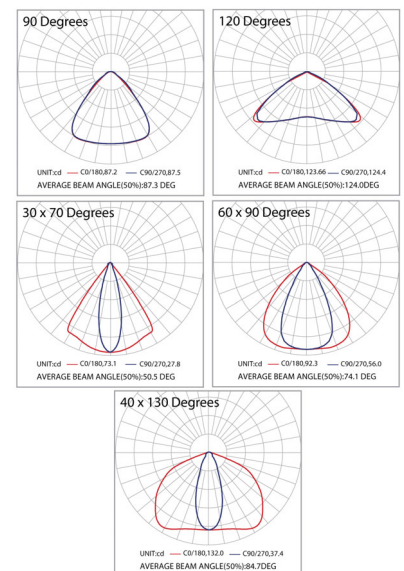 90 Degrees
UNIT:cd C0/180,87.2 C90/270,87.5
AVERAGE BEAM ANGLE(50%):87.3 DEG
120 Degrees
UNIT:cd C0/180,123.66 C90/270,124.4
AVERAGE BEAM ANGLE(50%):124.0DEG
30 x 70 Degrees
UNIT:cd C0/180,73.1 C90/270,27.8
AVERAGE BEAM ANGLE(50%):50.5 DEG
60 x 90 Degrees
UNIT:cd C0/180,92.3 C90/270,56.0
AVERAGE BEAM ANGLE(50%):74.1 DEG
40 x 130 Degrees
UNIT:cd C0/180,132.0 C90/270,37.4
AVERAGE BEAM ANGLE(50%):84.7DEG